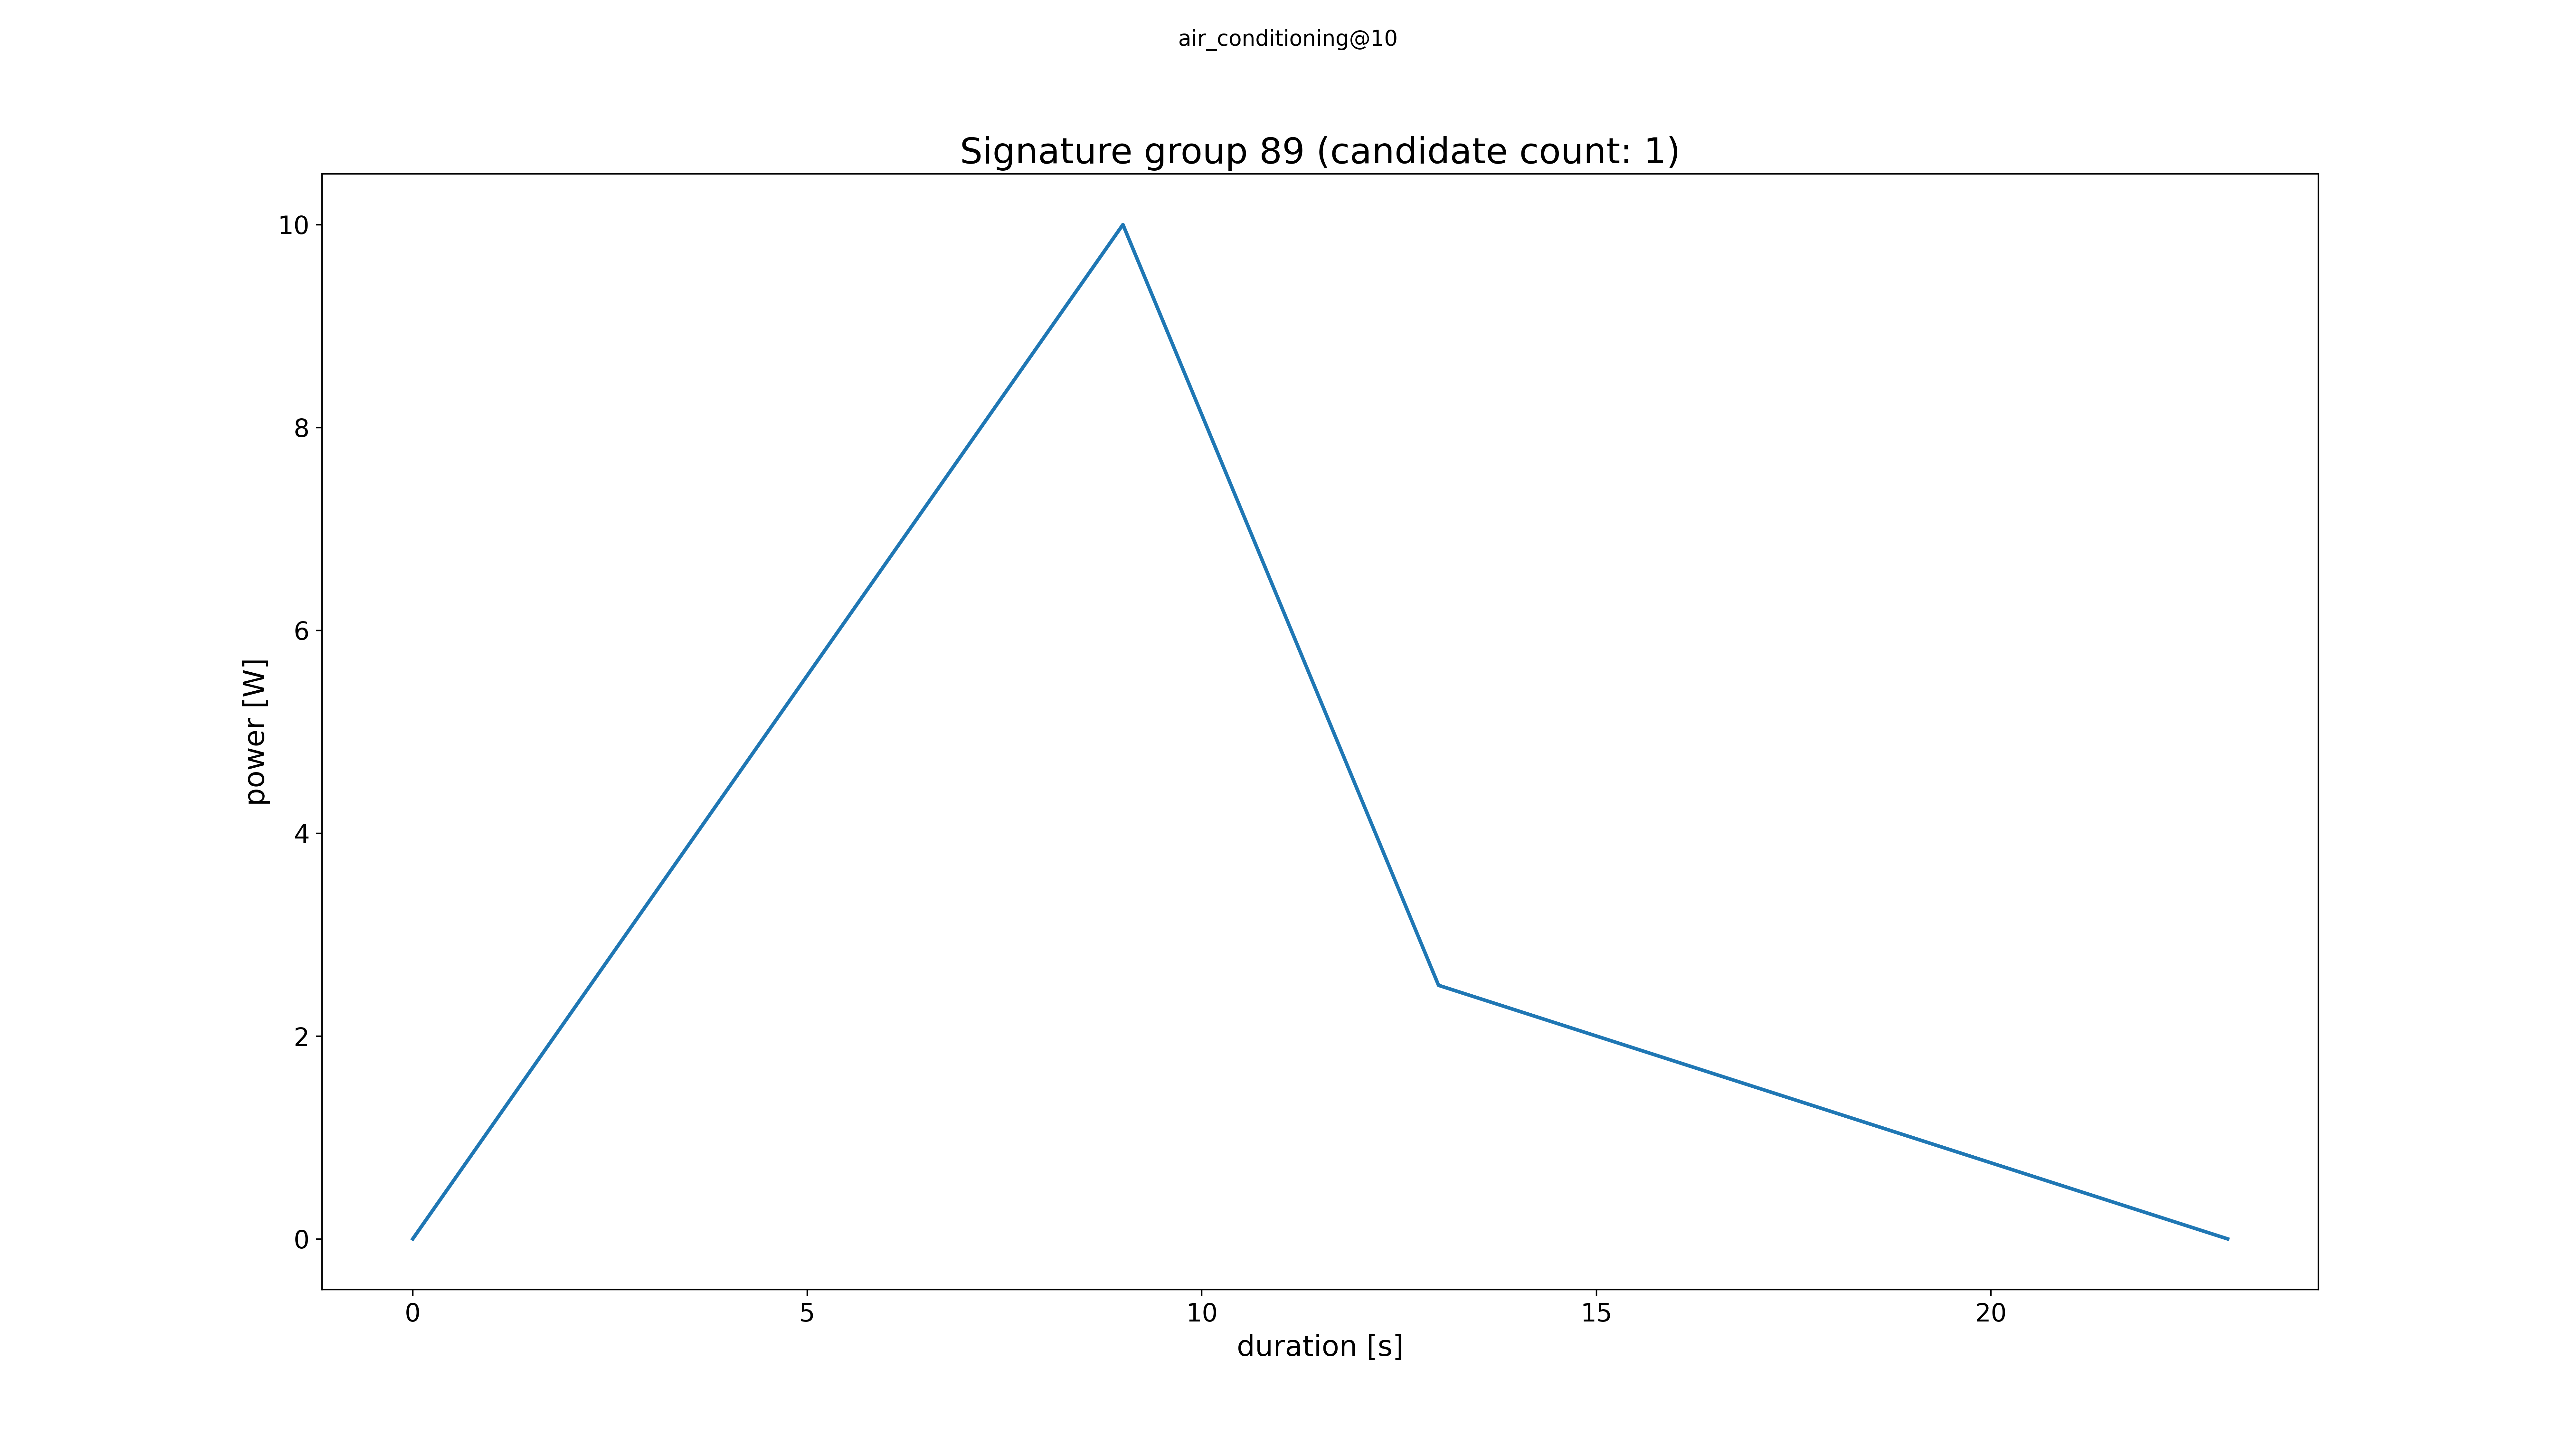 air_conditioning@10
Signature group 89 (candidate count: 1)
10
8
6
4
2
0
power [W]
0 5 10 15 20
duration [s]